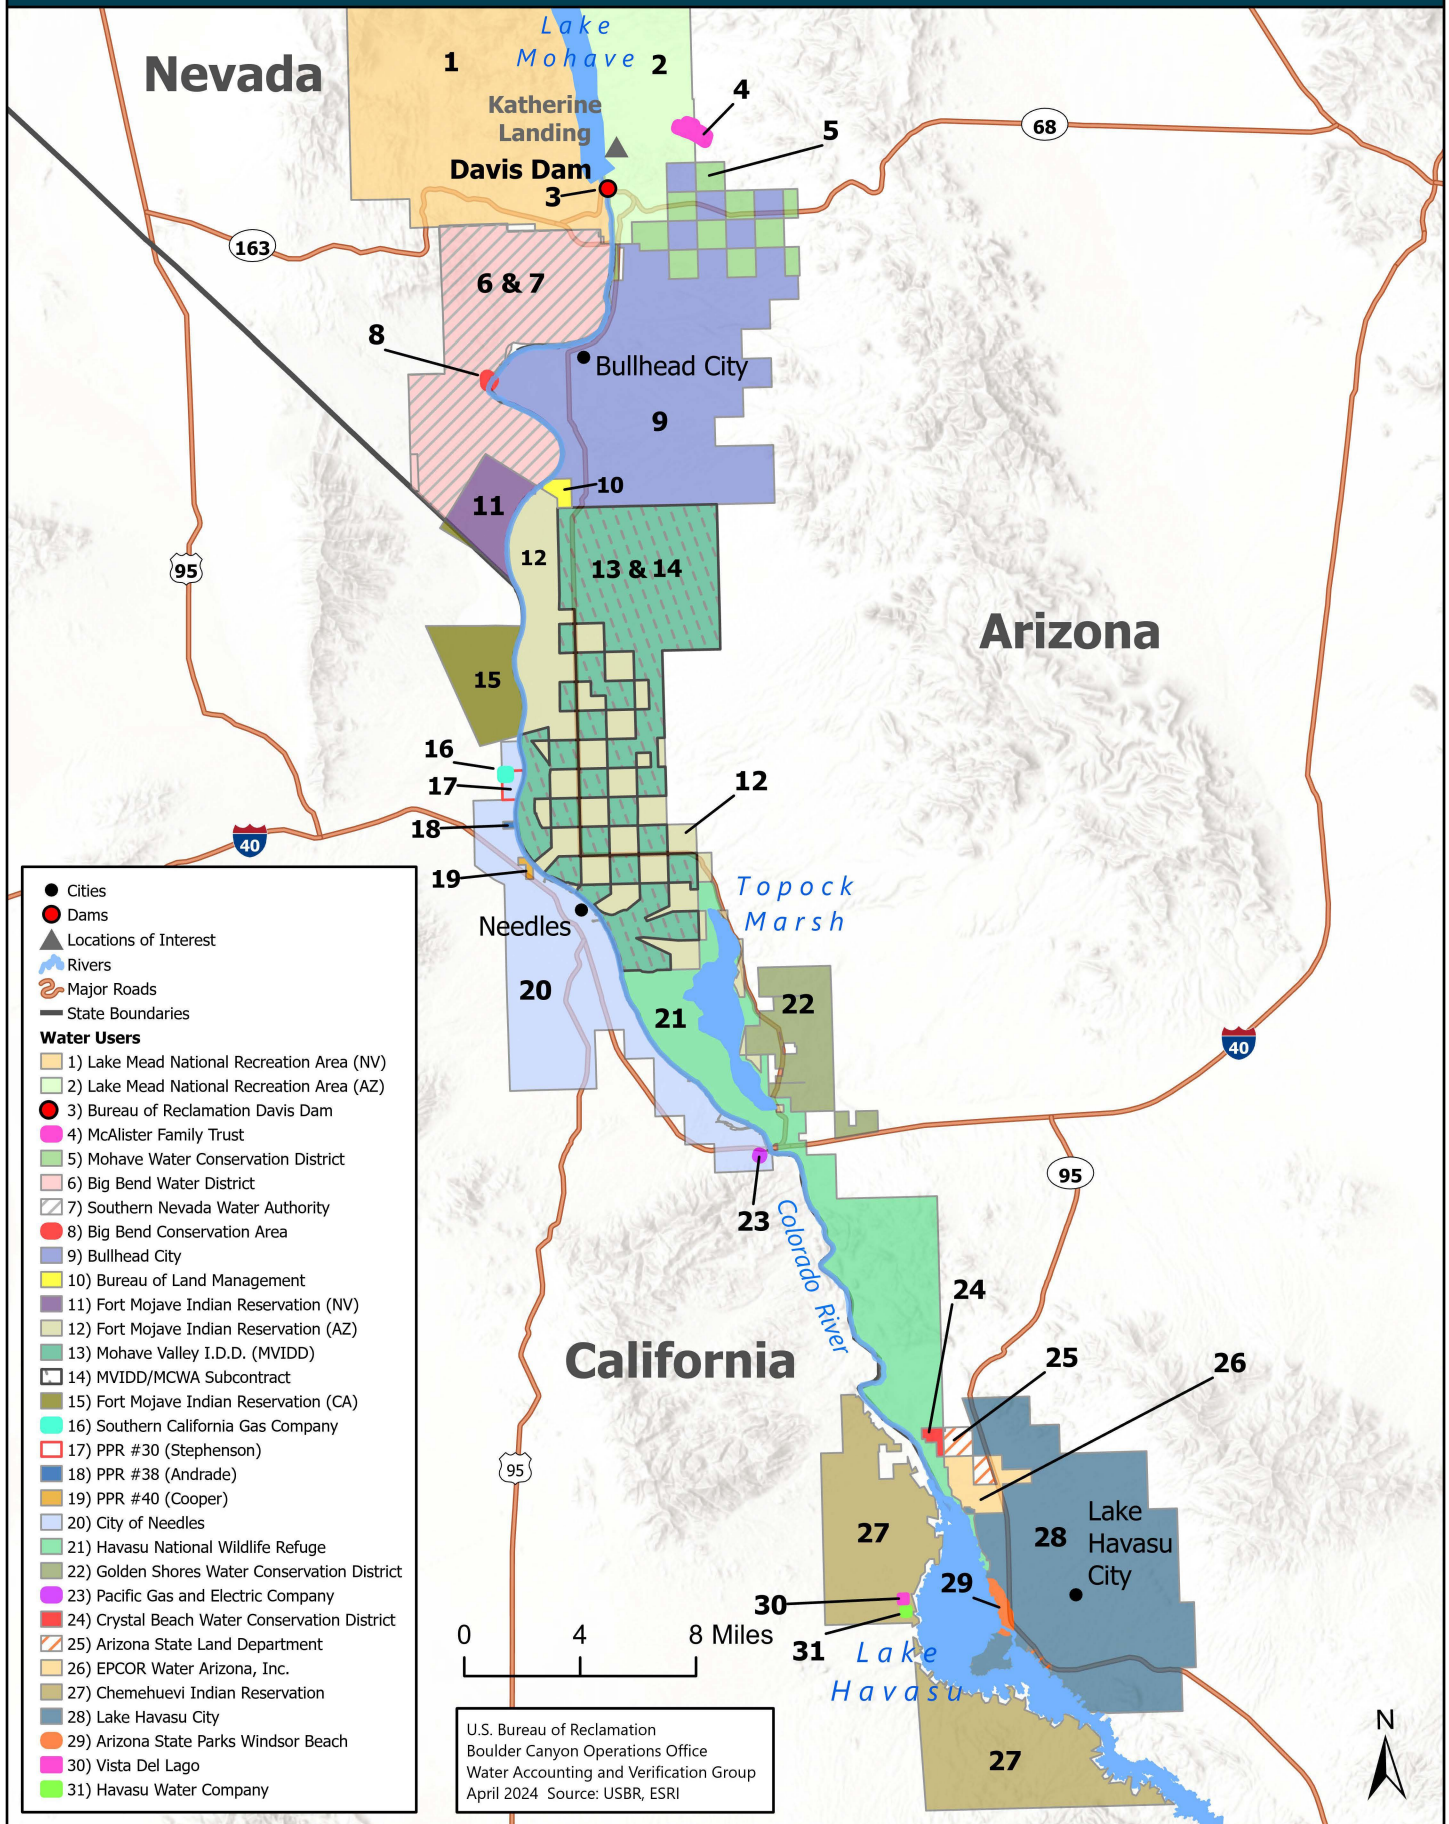 Lake
Mohave
Nevada
1
2
4
Katherine
Landing
5
68
Davis Dam
3
163
6 & 7
8
Bullhead City
9
10
11
12
13 & 14
95
Arizona
15
16
17
12
18
40
19
Topock
Marsh
Needles
20
21
22
40
95
23
Colorado River
24
California
25
26
95
27
28
Lake
Havasu
City
29
30
31
Lake
Havasu
27
0 4 8 Miles
N
Cities
Dams
Locations of Interest
Rivers
Major Roads
State Boundaries
Water Users
1) Lake Mead National Recreation Area (NV)
2) Lake Mead National Recreation Area (AZ)
3) Bureau of Reclamation Davis Dam
4) McAlister Family Trust
5) Mohave Water Conservation District
6) Big Bend Water District
7) Southern Nevada Water Authority
8) Big Bend Conservation Area
9) Bullhead City
10) Bureau of Land Management
11) Fort Mojave Indian Reservation (NV)
12) Fort Mojave Indian Reservation (AZ)
13) Mohave Valley I.D.D. (MVIDD)
14) MVIDD/MCWA Subcontract
15) Fort Mojave Indian Reservation (CA)
16) Southern California Gas Company
17) PPR #30 (Stephenson)
18) PPR #38 (Andrade)
19) PPR #40 (Cooper)
20) City of Needles
21) Havasu National Wildlife Refuge
22) Golden Shores Water Conservation District
23) Pacific Gas and Electric Company
24) Crystal Beach Water Conservation District
25) Arizona State Land Department
26) EPCOR Water Arizona, Inc.
27) Chemehuevi Indian Reservation
28) Lake Havasu City
29) Arizona State Parks Windsor Beach
30) Vista Del Lago
31) Havasu Water Company
U.S. Bureau of Reclamation
Boulder Canyon Operations Office
Water Accounting and Verification Group
April 2024 Source: USBR, ESRI